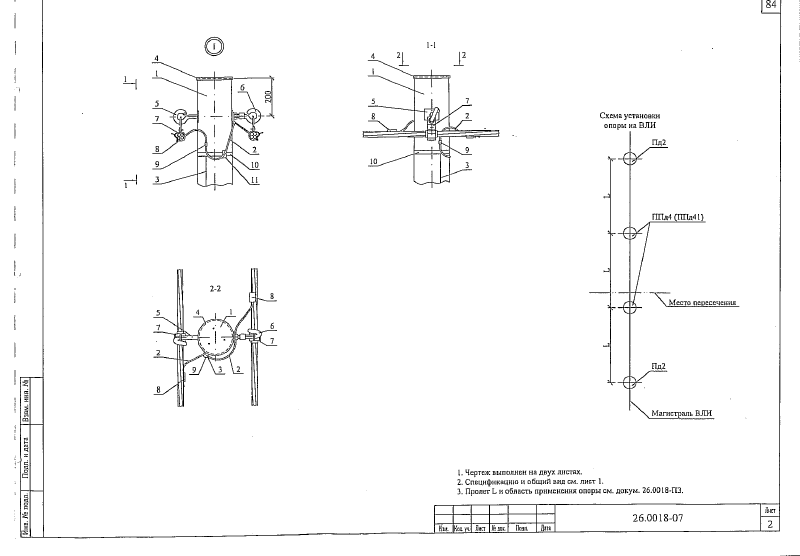 84
1
4
1
1
5
7
8
9
3
1
6
200
2
10
11
1-1
2
2
4
1
5
8
10
7
2
9
3
Схема установки
опоры на ВЛИ
Пд2
L
ППд4 (ППд41)
L
Место пересечения
L
Пд2
Магистраль ВЛИ
2-2
8
4
1
5
7
2
8
6
7
9
3
2
1. Чертеж выполнен на двух листах.
2. Спецификацию и общий вид см. лист 1.
3. Пролет L и область применения опоры см. докум. 26.0018-ПЗ.
Взам. инв. №
Подп. и дата
Инв. № подл.
Изм. Кол. уч. Лист № док. Подп. Дата
26.0018-07
Лист
2